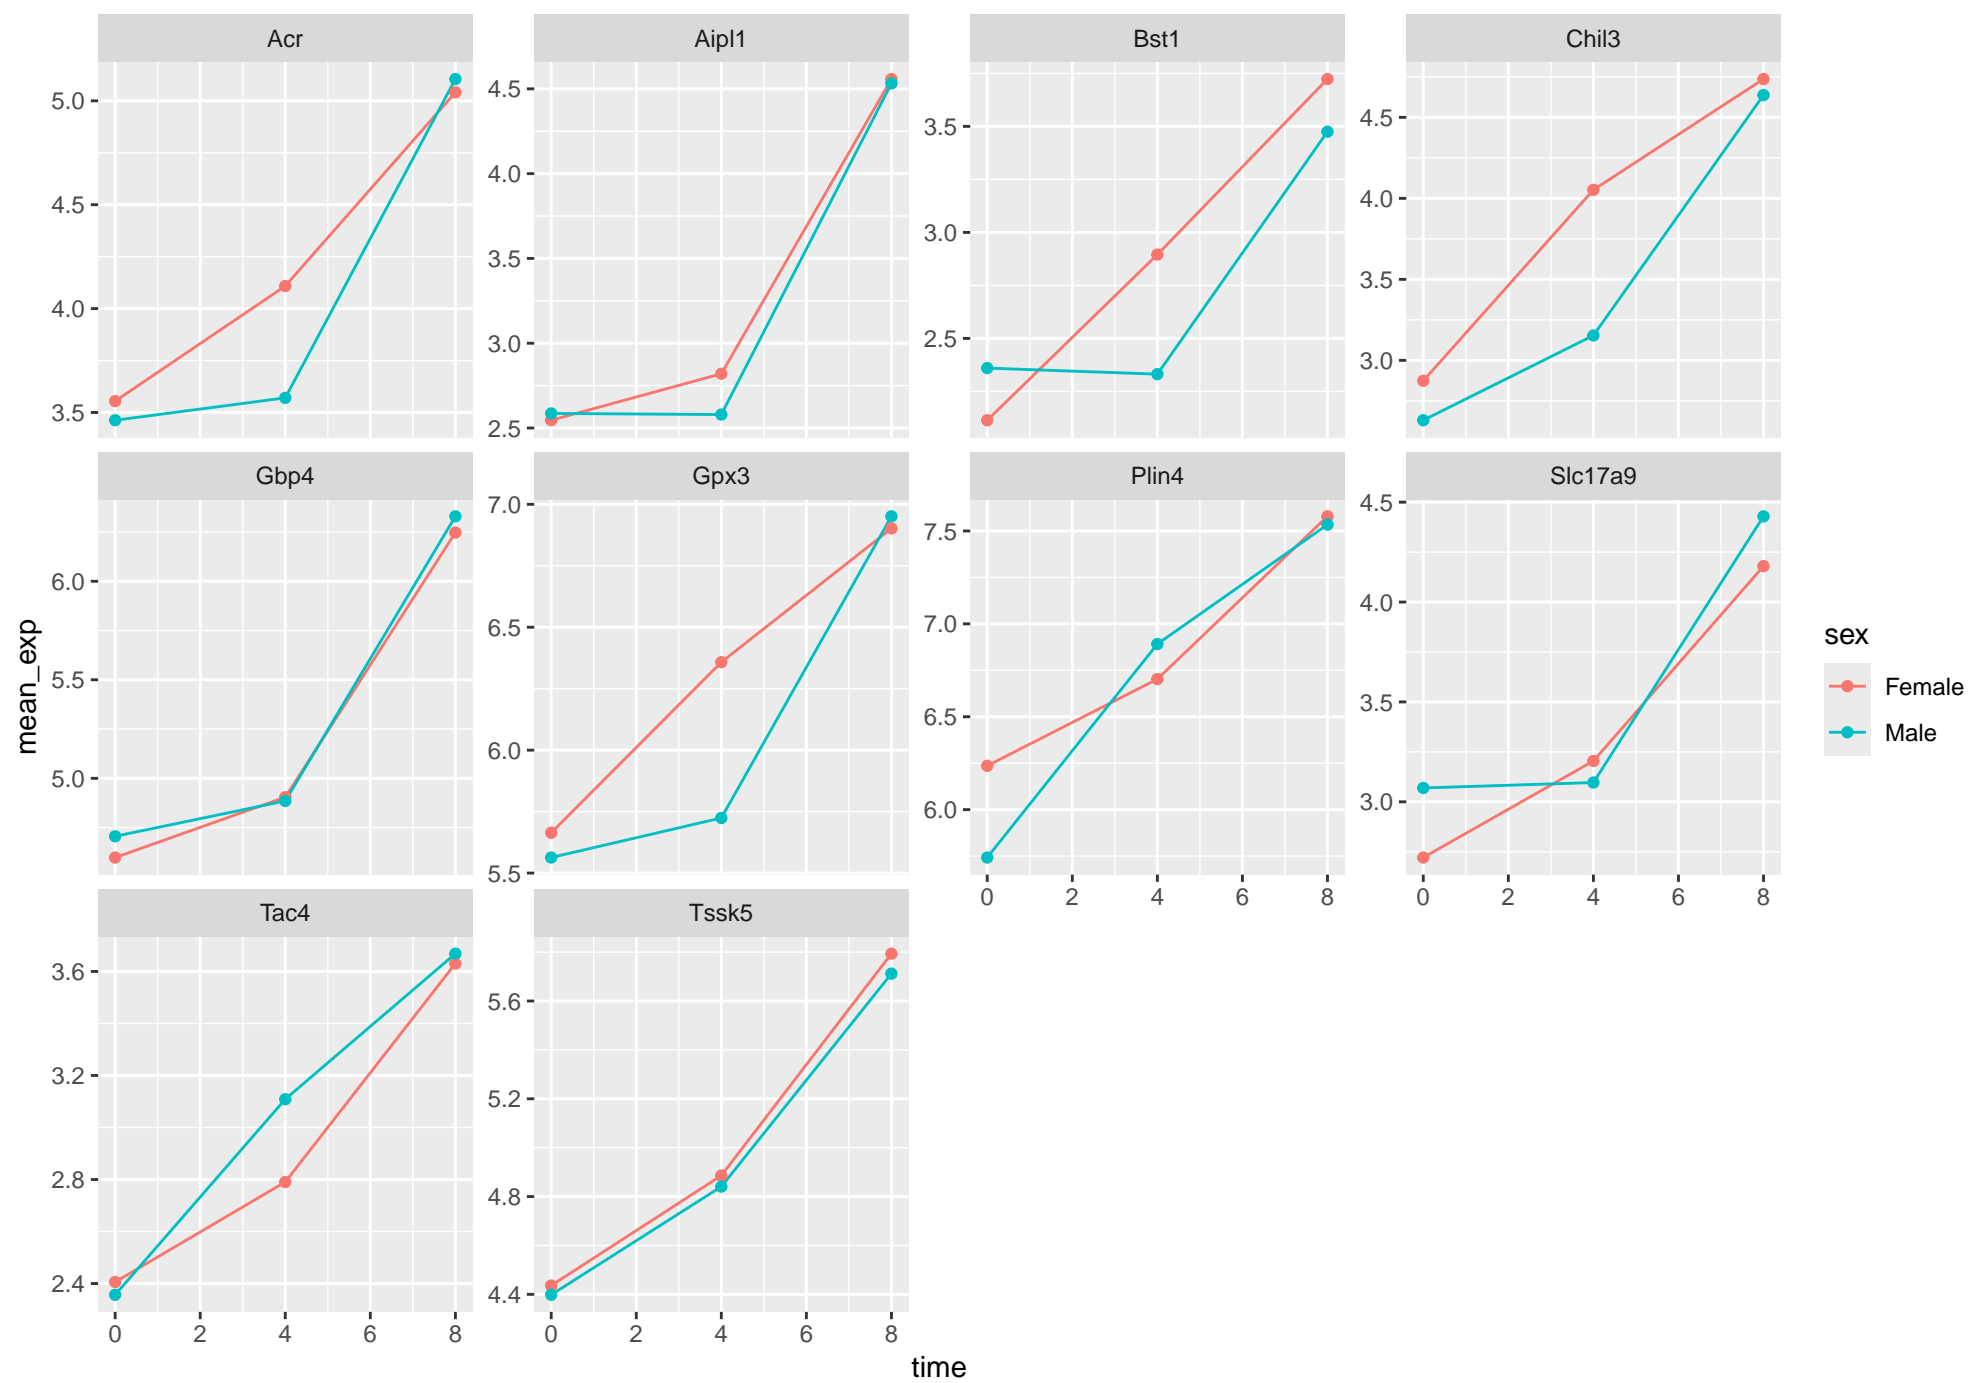 Acr Aipl1 Bst1 Chil3
5.0 4.5 4.0 3.5
4.5 4.0 3.5 3.0 2.5
3.5 3.0 2.5
4.5 4.0 3.5 3.0
Gbp4 Gpx3 Plin4 Slc17a9
6.0 5.5 5.0
7.0 6.5 6.0 5.5
7.5 7.0 6.5 6.0
4.5 4.0 3.5 3.0
0 2 4 6 8 0 2 4 6 8
Tac4 Tssk5
3.6 3.2 2.8 2.4
5.6 5.2 4.8 4.4
0 2 4 6 8 0 2 4 6 8
time
mean_exp
sex
Female
Male